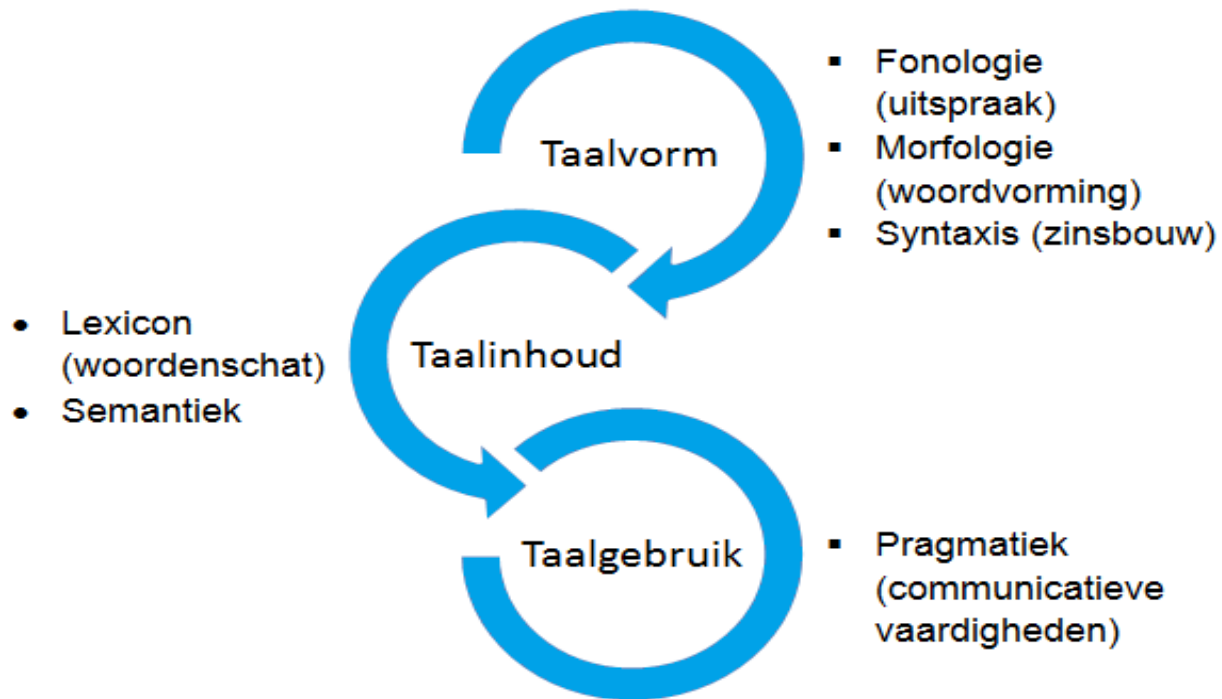 Taalvorm
▪ Fonologie
(uitspraak)
▪ Morfologie
(woordvorming)
▪ Syntaxis (zinsbouw)
Taalinhoud
• Lexicon
(woordenschat)
• Semantiek
Taalgebruik
▪ Pragmatiek
(communicatieve
vaardigheden)